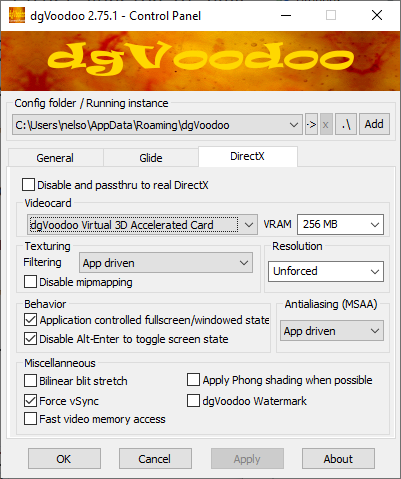 dgVoodoo 2.75.1 - Control Panel
dgVoodoo
Config folder / Running instance
C:\Users\nelso\AppData\Roaming\dgVoodoo -> x .\ Add
General Glide DirectX
Disable and passthru to real DirectX
Videocard
dgVoodoo Virtual 3D Accelerated Card VRAM 256 MB
Texturing Resolution
Filtering App driven Unforced
Disable mipmapping
Behavior Antialiasing (MSAA)
Application controlled fullscreen/windowed state
Disable Alt-Enter to toggle screen state App driven
Miscellaneous
Bilinear blit stretch Apply Phong shading when possible
Force vSync dgVoodoo Watermark
Fast video memory access
OK Cancel Apply About